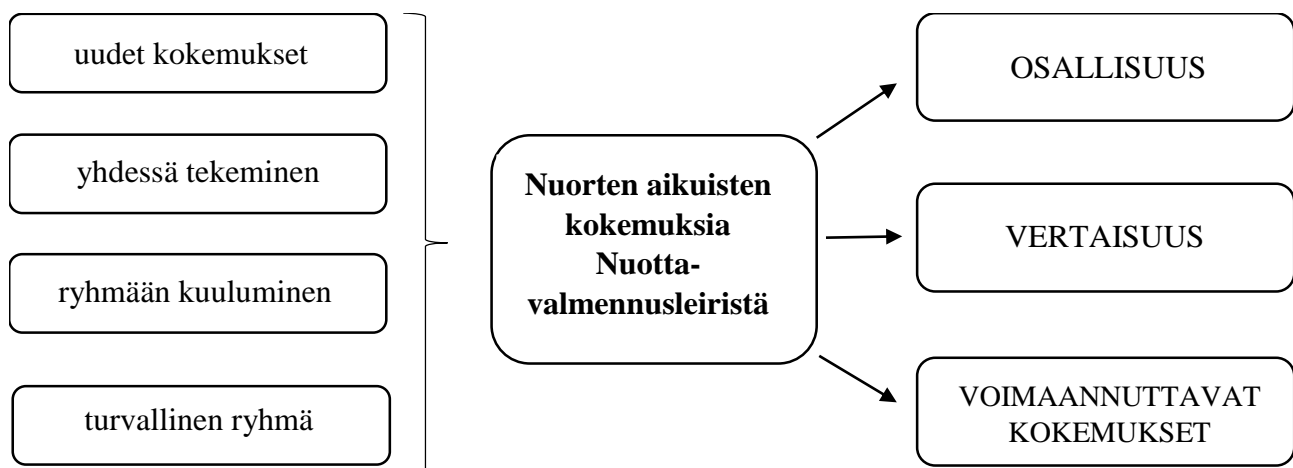 uudet kokemukset
yhdessä tekeminen
ryhmään kuuluminen
turvallinen ryhmä
Nuorten aikuisten
kokemuksia
Nuotta-
valmennusleiristä
OSALLISUUS
VERTAISUUS
VOIMAANNUTTAVAT
KOKEMUKSET